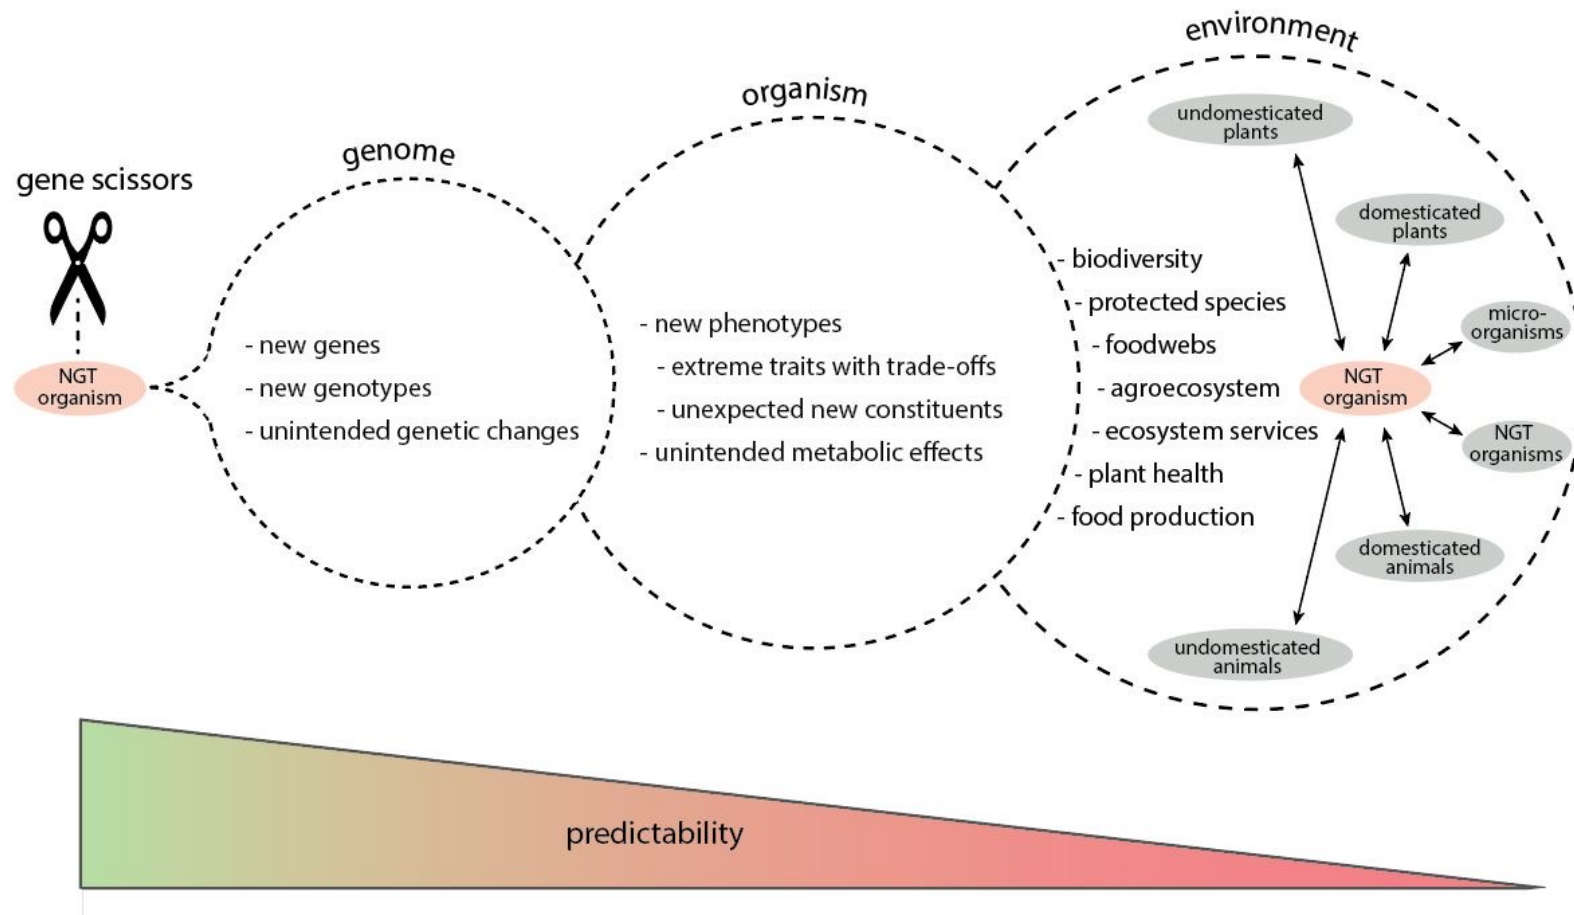 gene scissors
NGT
organism
genome
- new genes
- new genotypes
- unintended genetic changes
organism
- new phenotypes
- extreme traits with trade-offs
- unexpected new constituents
- unintended metabolic effects
environment
- biodiversity
- protected species
- foodwebs
- agroecosystem
- ecosystem services
- plant health
- food production
undomesticated
plants
domesticated
plants
micro-
organisms
NGT
organism
NGT
organisms
domesticated
animals
undomesticated
animals
predictability